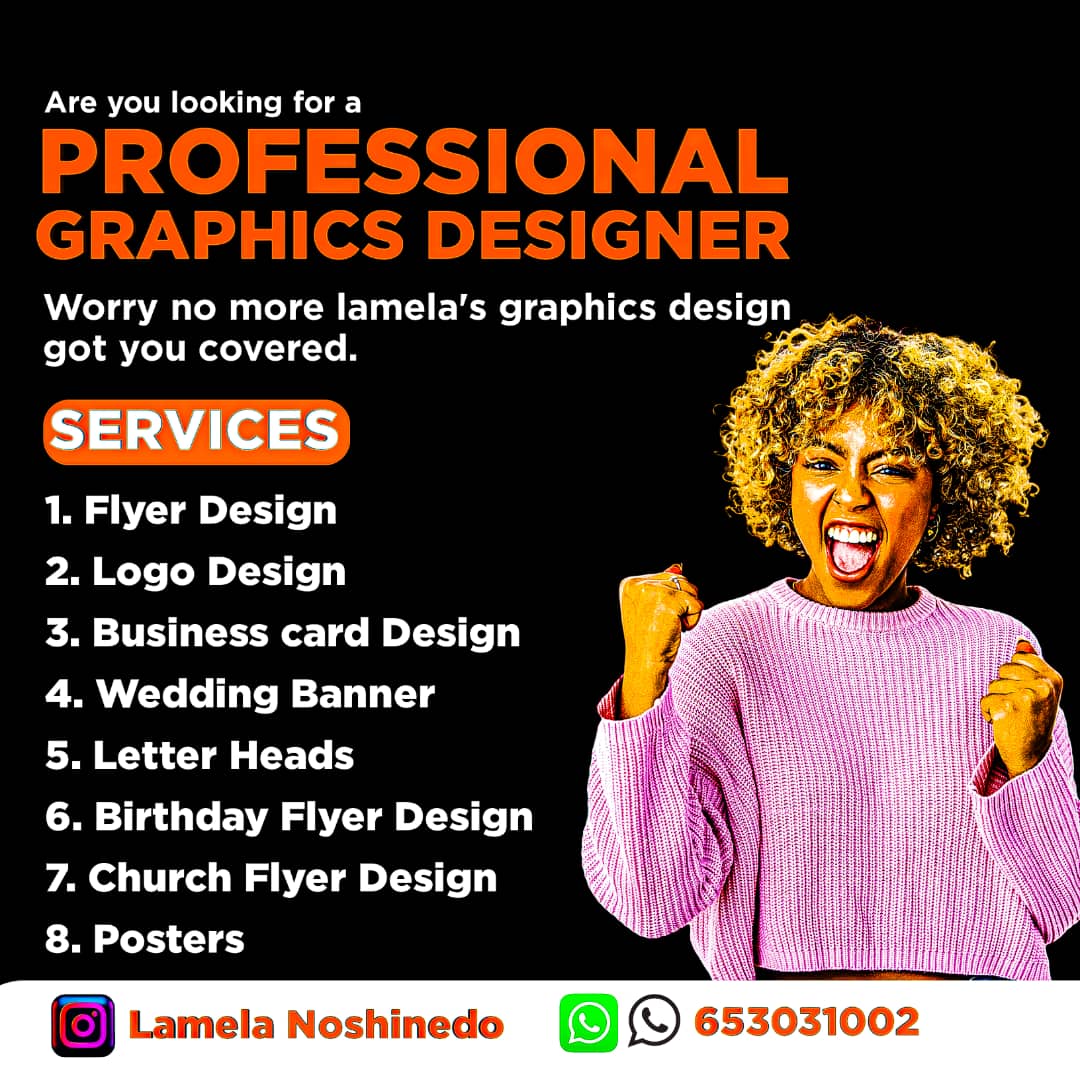 Are you looking for a
PROFESSIONAL
GRAPHICS DESIGNER
Worry no more lamela's graphics design
got you covered.
SERVICES
1. Flyer Design
2. Logo Design
3. Business card Design
4. Wedding Banner
5. Letter Heads
6. Birthday Flyer Design
7. Church Flyer Design
8. Posters
Lamela Noshinedo
653031002